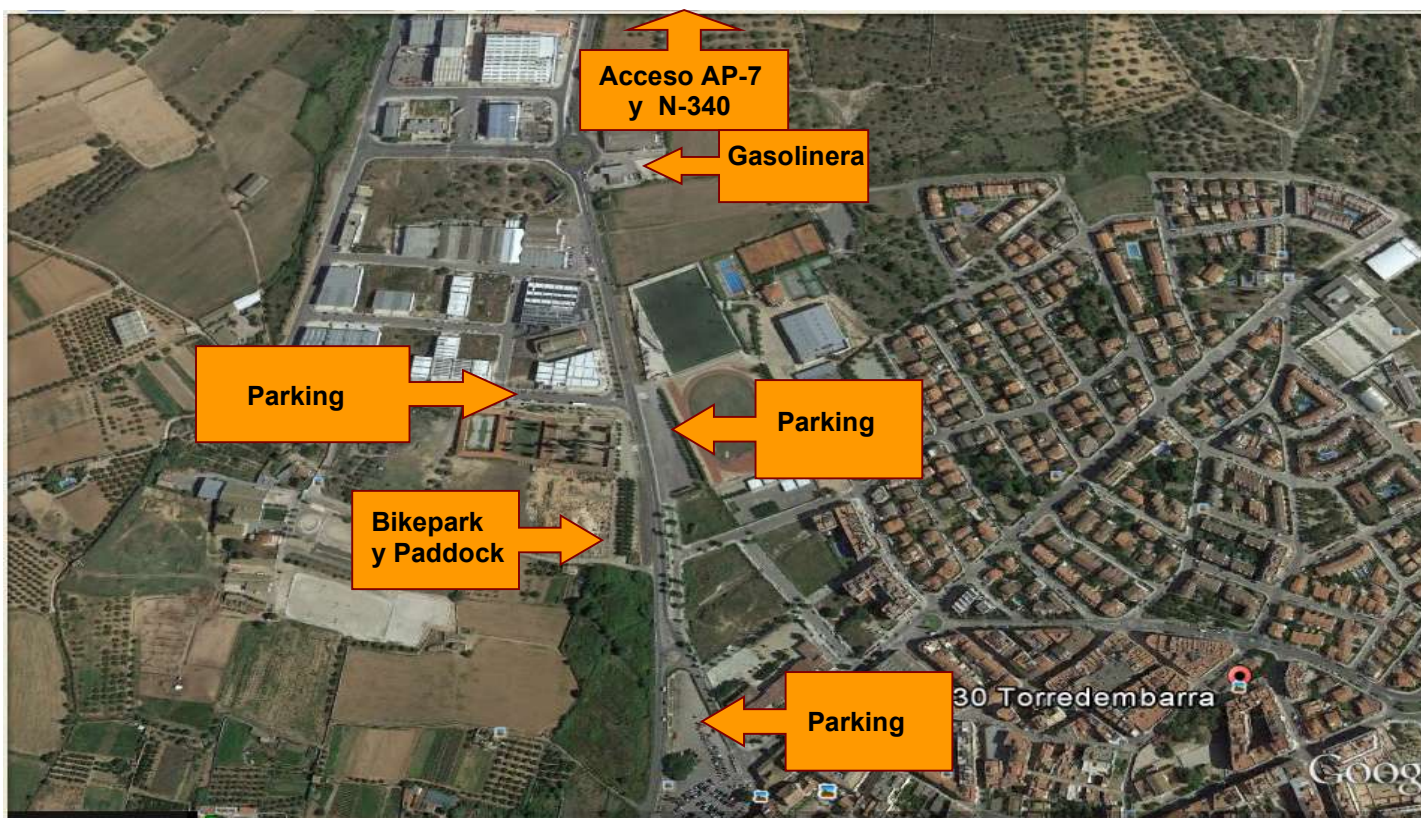 Acceso AP-7
y N-340
Gasolinera
Parking
Parking
Bikepark
y Paddock
30 Torredembarra
Parking
Goog